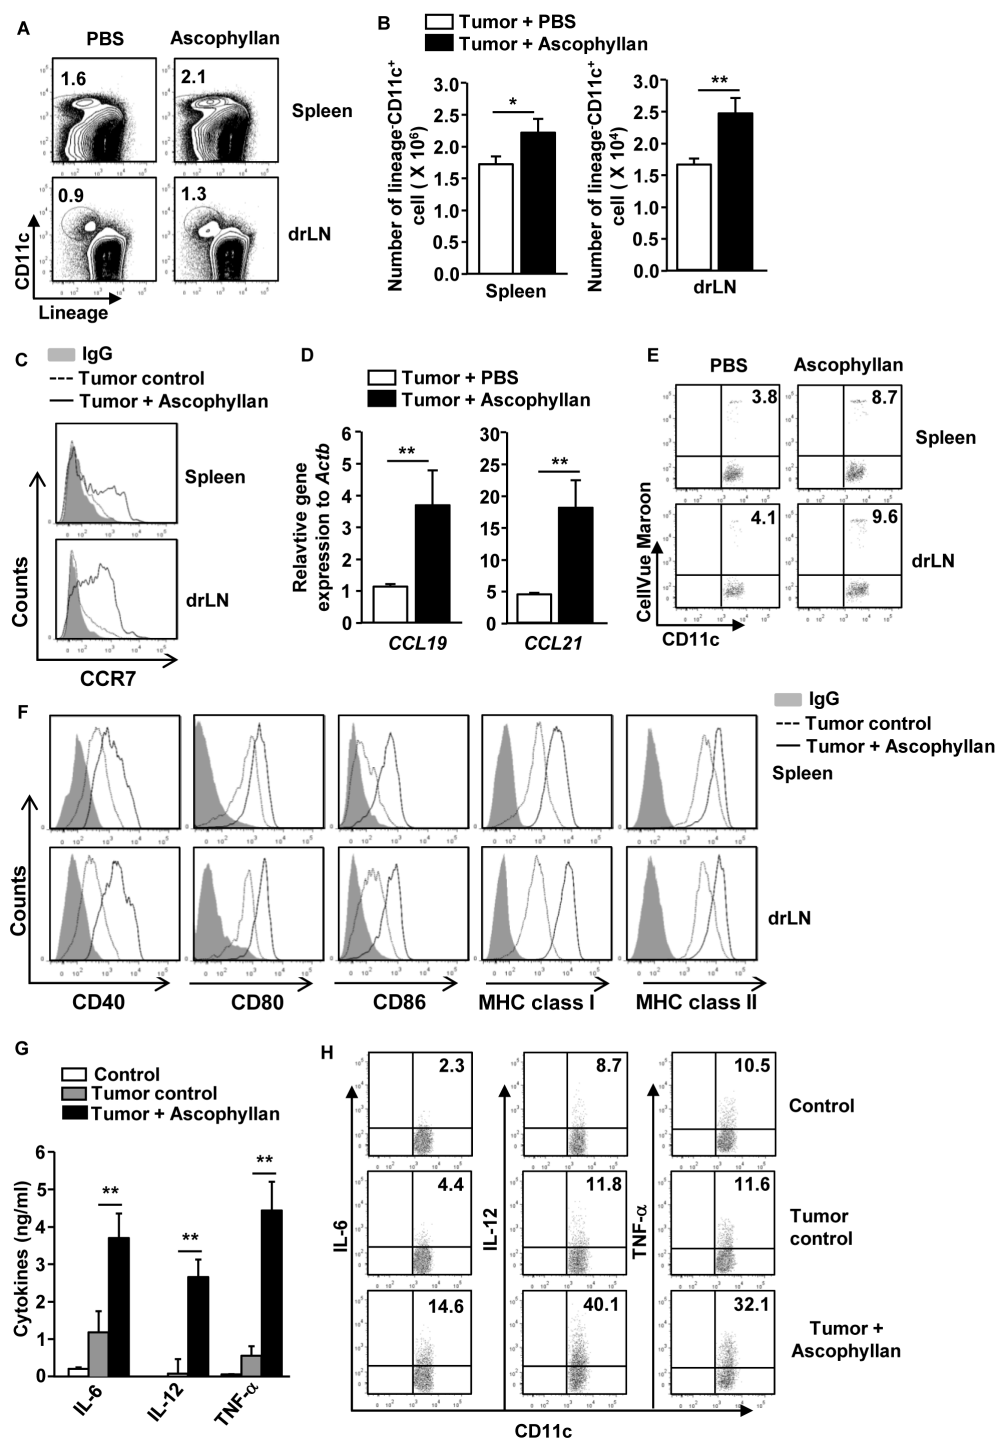 A
PBS
Ascophyllan
1.6
2.1
Spleen
0.9
1.3
drLN
CD11c
Lineage
B
Tumor + PBS
Tumor + Ascophyllan
Number of lineage-CD11c+
cell ( X 106)
3.0
2.5
2.0
1.5
1.0
0.5
0.0
*
Spleen
Number of lineage-CD11c+
cell ( X 104)
3.0
2.5
2.0
1.5
1.0
0.5
0.0
**
drLN
C
IgG
Tumor control
Tumor + Ascophyllan
Spleen
drLN
Counts
CCR7
D
Tumor + PBS
Tumor + Ascophyllan
Relavtive gene
expression to Actb
6
5
4
3
2
1
0
**
CCL19
30
25
20
15
10
5
0
**
CCL21
E
PBS
Ascophyllan
3.8
8.7
Spleen
4.1
9.6
drLN
CellVue Maroon
CD11c
F
IgG
Tumor control
Tumor + Ascophyllan
Spleen
drLN
Counts
CD40
CD80
CD86
MHC class I
MHC class II
G
Control
Tumor control
Tumor + Ascophyllan
Cytokines (ng/ml)
6
5
4
3
2
1
0
**
**
**
IL-6
IL-12
TNF-α
H
2.3
8.7
10.5
Control
4.4
11.8
11.6
Tumor
control
14.6
40.1
32.1
Tumor +
Ascophyllan
IL-6
IL-12
TNF-α
CD11c